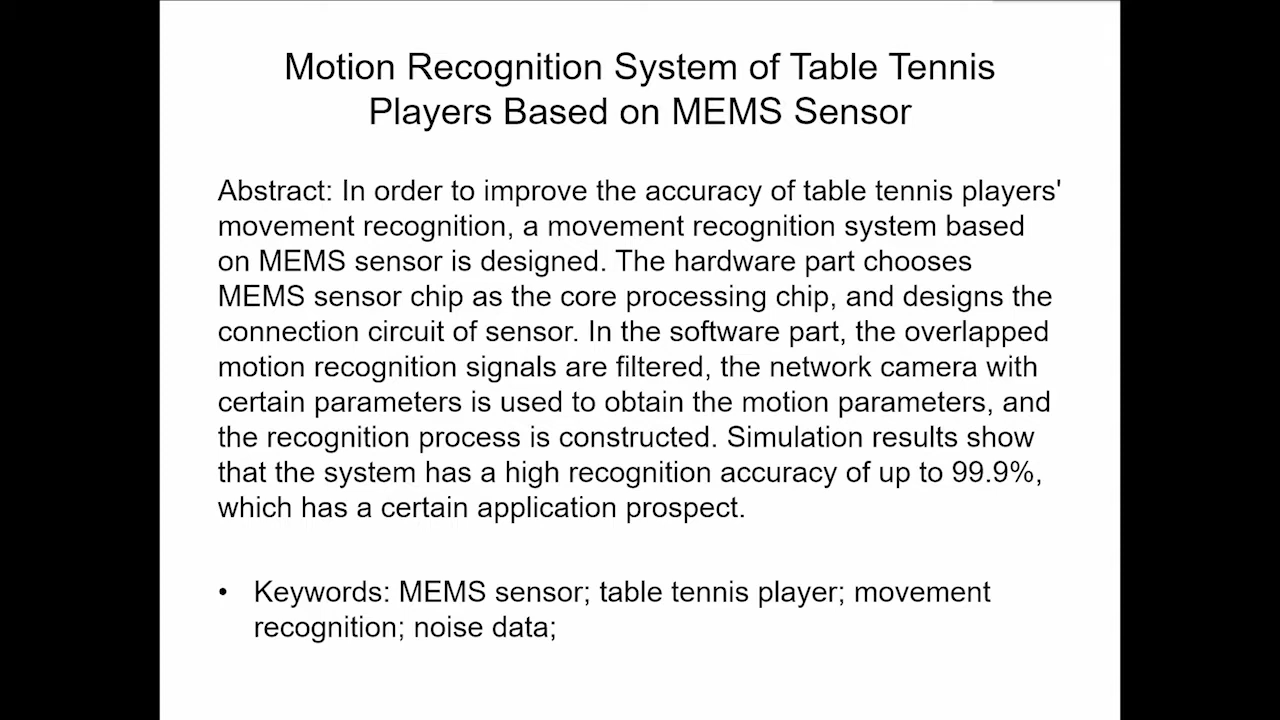 Motion Recognition System of Table Tennis
Players Based on MEMS Sensor
Abstract: In order to improve the accuracy of table tennis players'
movement recognition, a movement recognition system based
on MEMS sensor is designed. The hardware part chooses
MEMS sensor chip as the core processing chip, and designs the
connection circuit of sensor. In the software part, the overlapped
motion recognition signals are filtered, the network camera with
certain parameters is used to obtain the motion parameters, and
the recognition process is constructed. Simulation results show
that the system has a high recognition accuracy of up to 99.9%,
which has a certain application prospect.
• Keywords: MEMS sensor; table tennis player; movement
recognition; noise data;